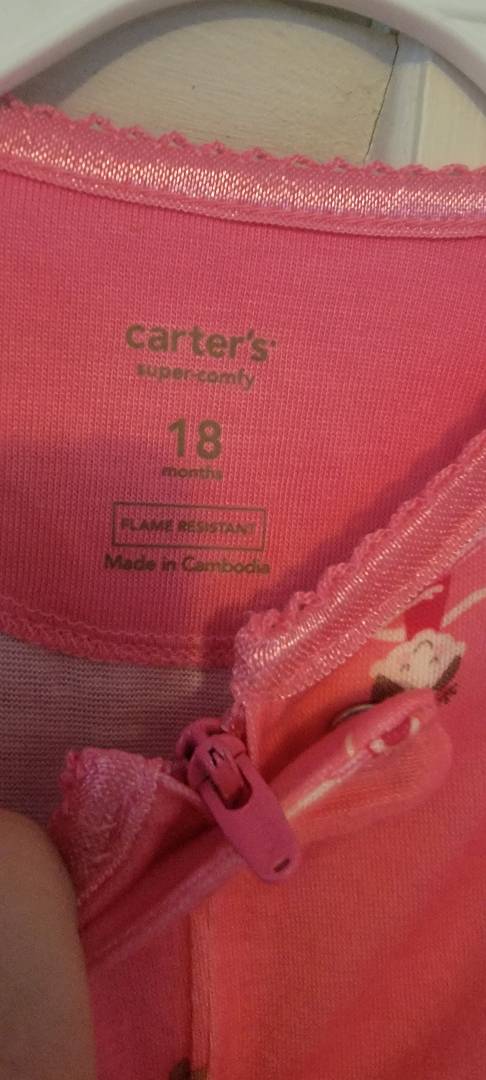 carter's
super-comfy
18
months
FLAME RESISTANT
Made in Cambodia